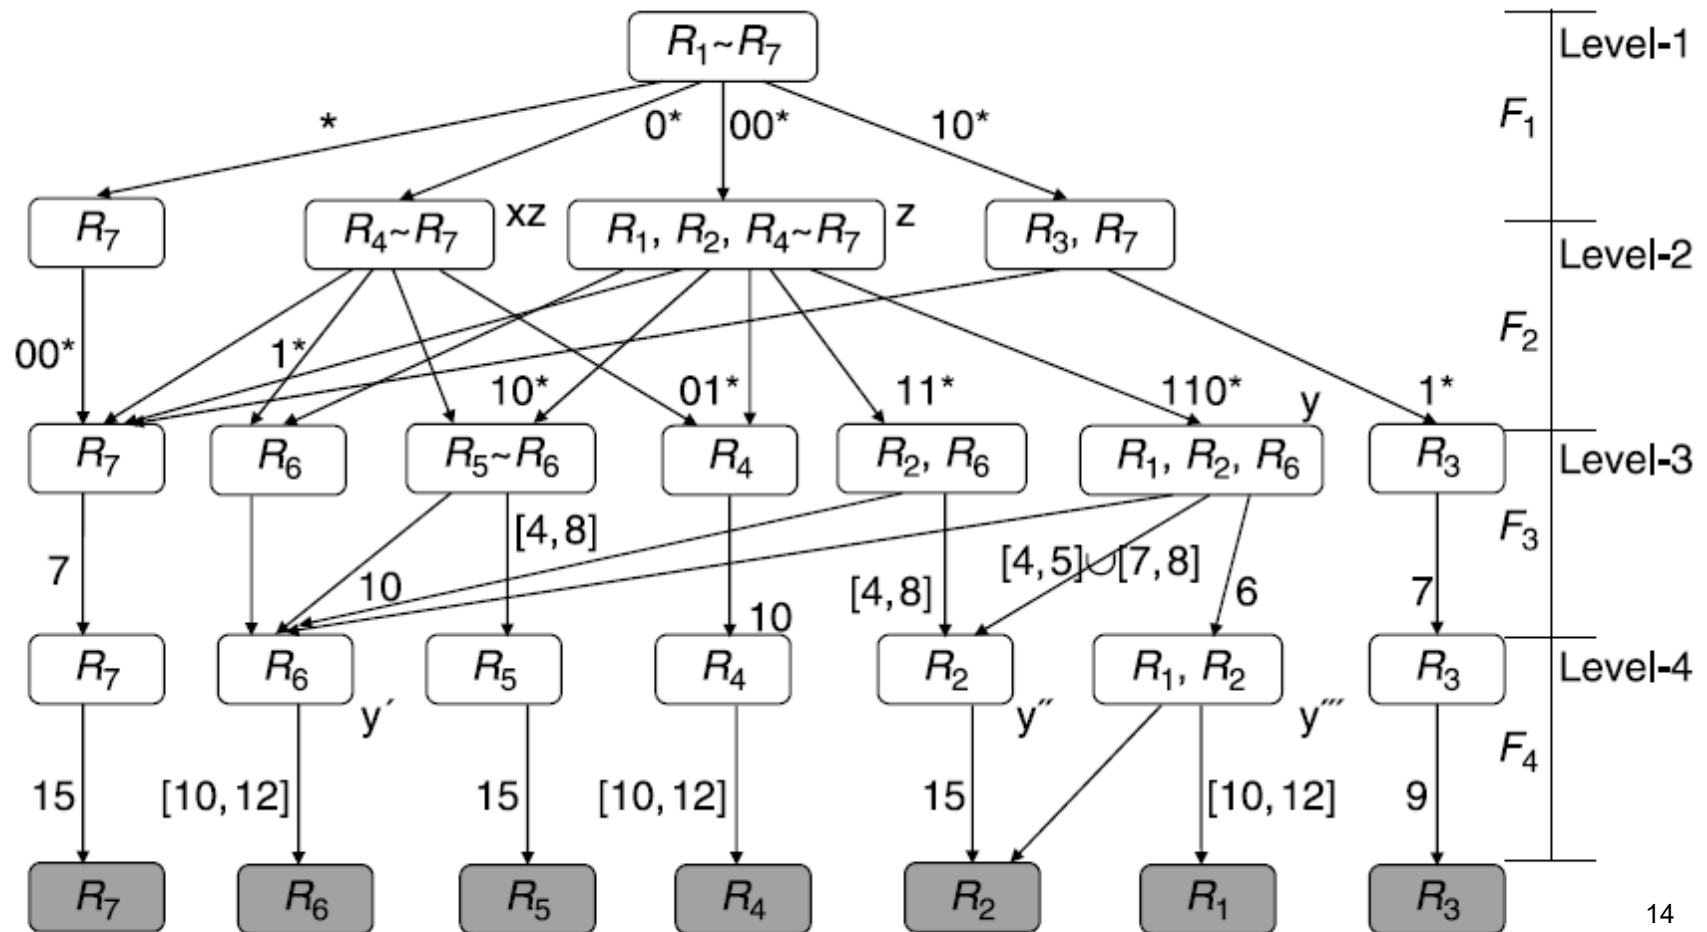 R₁~R₇
Level-1
* 0* 00* 10*
F₁
R₇
R₄~R₇ xz
R₁, R₂, R₄~R₇ z
R₃, R₇
Level-2
F₂
00* 1* 10* 01* 11* 110* y 1*
R₇
R₆
R₅~R₆
R₄
R₂, R₆
R₁, R₂, R₆
R₃
Level-3
F₃
7 10 [4,8] 10 [4,8] [4,5]∪[7,8] 6 7
R₇
R₆ y′
R₅
R₄
R₂ y″
R₁, R₂ y‴
R₃
Level-4
F₄
15 [10,12] 15 [10,12] 15 [10,12] 9
R₇
R₆
R₅
R₄
R₂
R₁
R₃
14